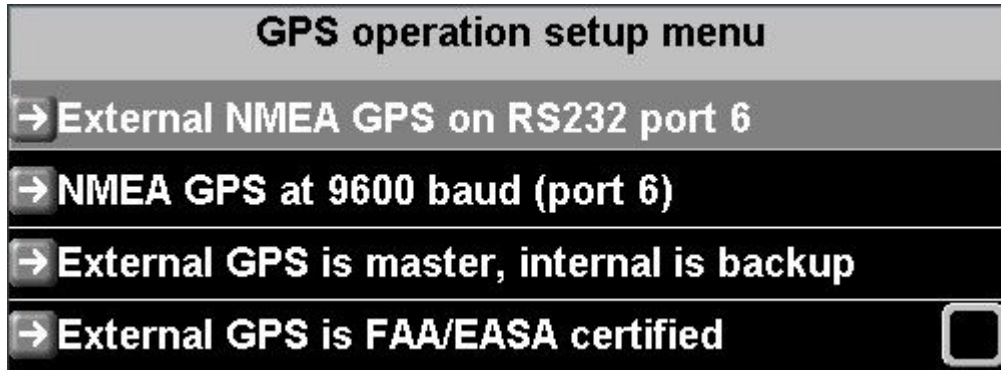 GPS operation setup menu
External NMEA GPS on RS232 port 6
NMEA GPS at 9600 baud (port 6)
External GPS is master, internal is backup
External GPS is FAA/EASA certified